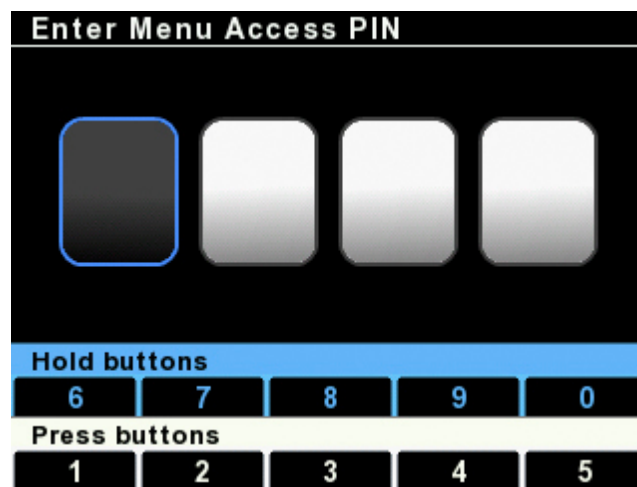 Enter Menu Access PIN
Hold buttons
6 7 8 9 0
Press buttons
1 2 3 4 5